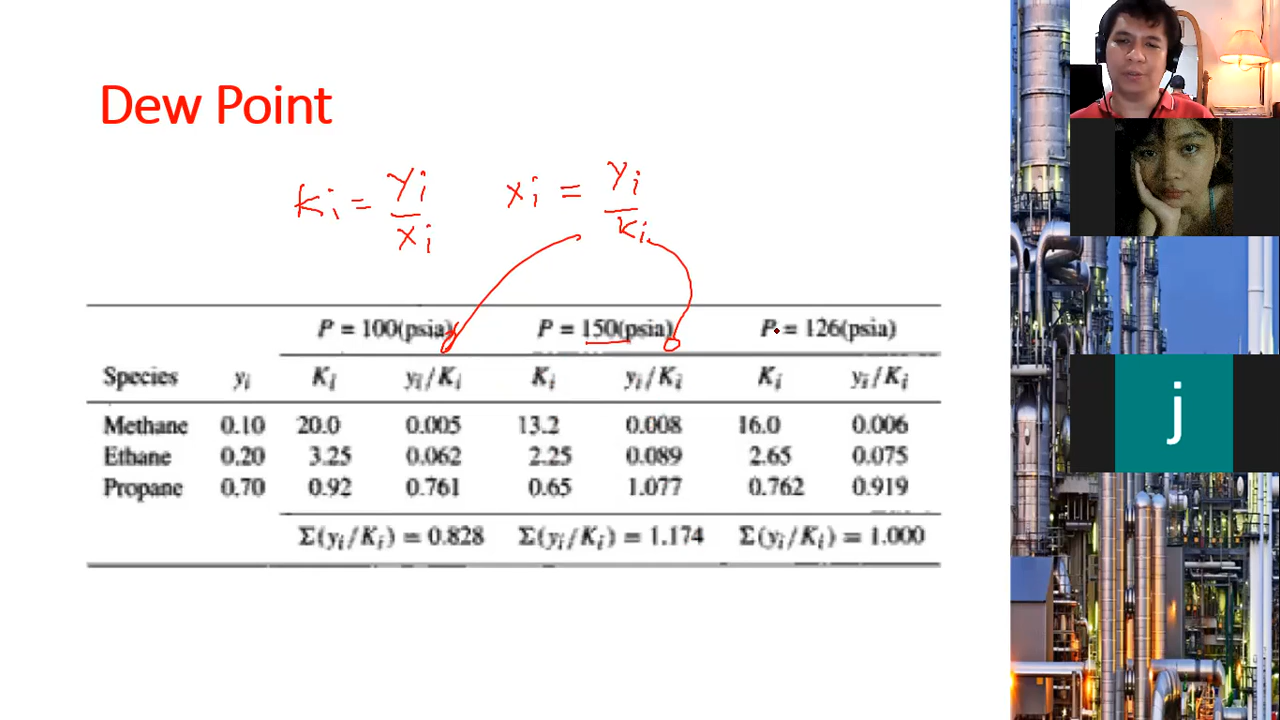 Dew Point
Ki = yi/xi xi = yi/Ki
P = 100(psia) P = 150(psia) P = 126(psia)
Species yi Ki yi/Ki Ki yi/Ki Ki yi/Ki
Methane 0.10 20.0 0.005 13.2 0.008 16.0 0.006
Ethane 0.20 3.25 0.062 2.25 0.089 2.65 0.075
Propane 0.70 0.92 0.761 0.65 1.077 0.762 0.919
Σ(yi/Ki) = 0.828 Σ(yi/Ki) = 1.174 Σ(yi/Ki) = 1.000
j